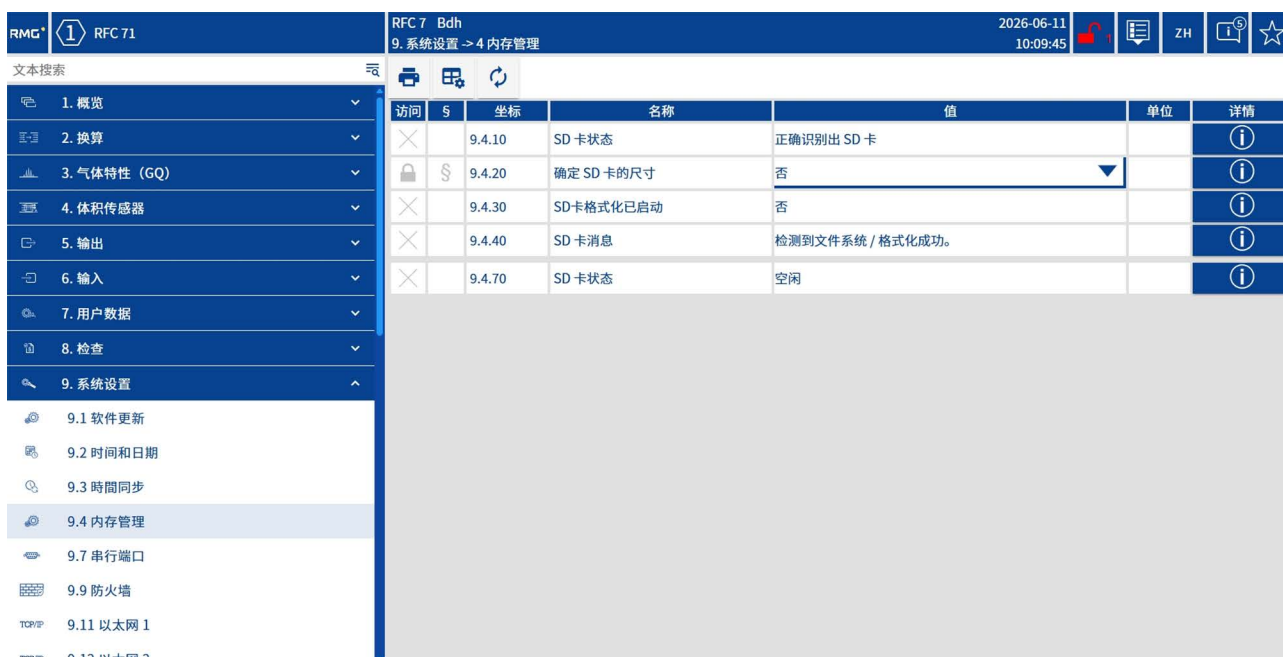 RMG 1 RFC 71
RFC 7 Bdh
9. 系统设置 -> 4 内存管理
2026-06-11
10:09:45
1
ZH
5
文本搜索
1. 概览
2. 换算
3. 气体特性（GQ）
4. 体积传感器
5. 输出
6. 输入
7. 用户数据
8. 检查
9. 系统设置
9.1 软件更新
9.2 时间和日期
9.3 時間同步
9.4 内存管理
9.7 串行端口
9.9 防火墙
TCP/IP 9.11 以太网 1
访问 § 坐标 名称 值 单位 详情
9.4.10 SD 卡状态 正确识别出 SD 卡
§ 9.4.20 确定 SD 卡的尺寸 否
9.4.30 SD卡格式化已启动 否
9.4.40 SD 卡消息 检测到文件系统 / 格式化成功。
9.4.70 SD 卡状态 空闲